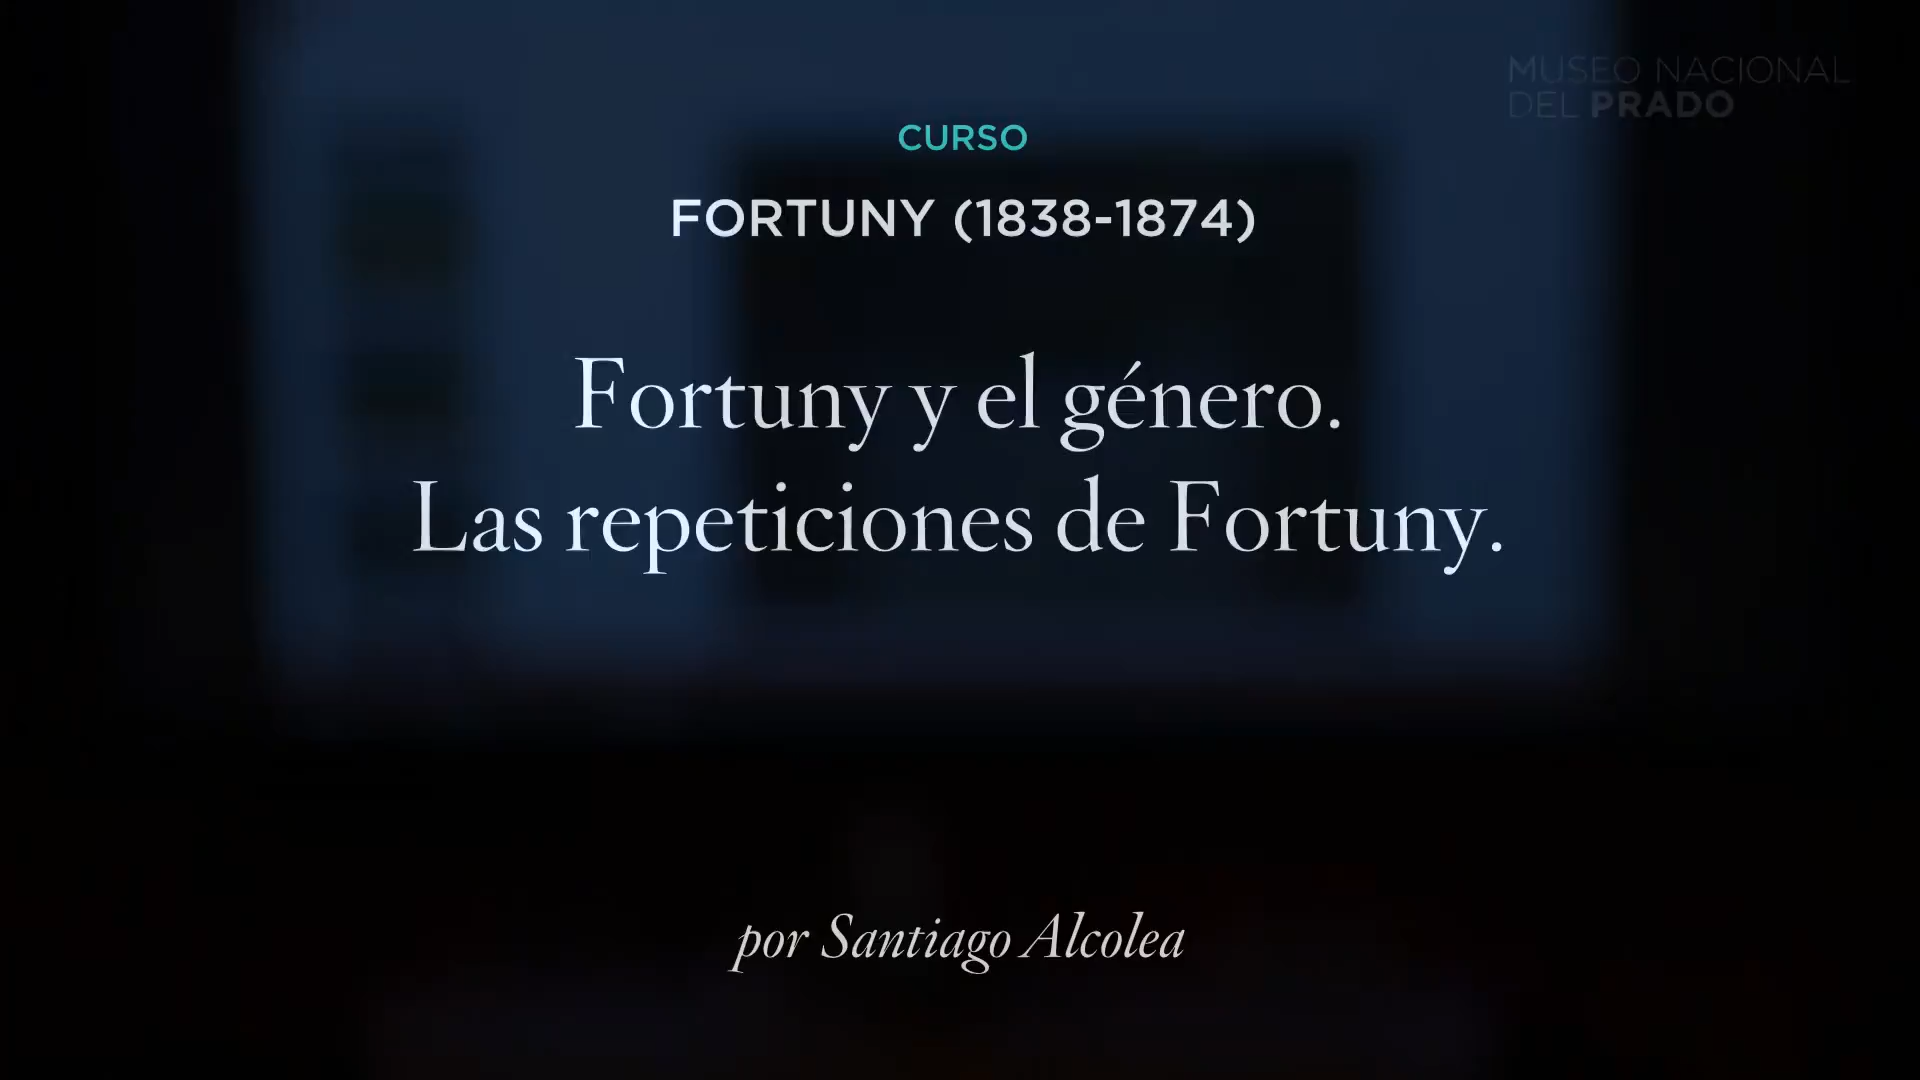 MUSEO NACIONAL
DEL PRADO
CURSO
FORTUNY (1838-1874)
Fortuny y el género.
Las repeticiones de Fortuny.
por Santiago Alcolea